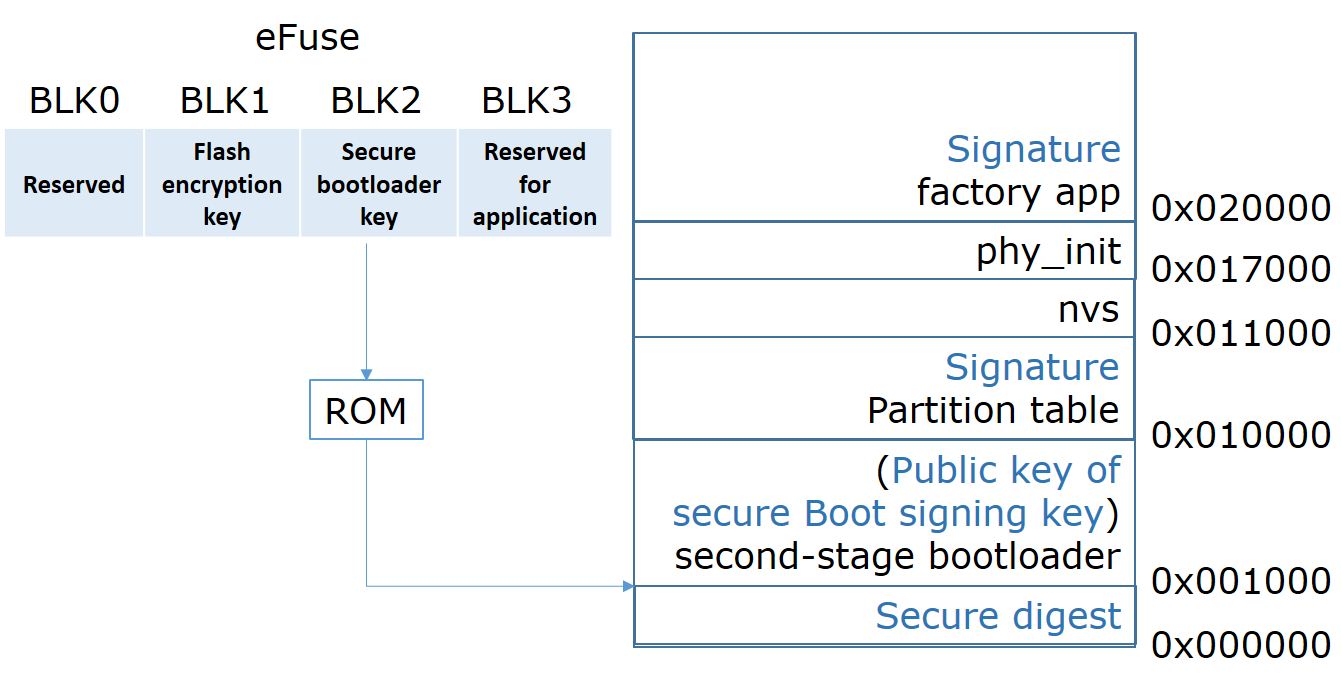 eFuse
BLK0 BLK1 BLK2 BLK3
Reserved
Flash
encryption
key
Secure
bootloader
key
Reserved
for
application
ROM
Signature
factory app
0x020000
phy_init
0x017000
nvs
0x011000
Signature
Partition table
0x010000
(Public key of
secure Boot signing key)
second-stage bootloader
0x001000
Secure digest
0x000000